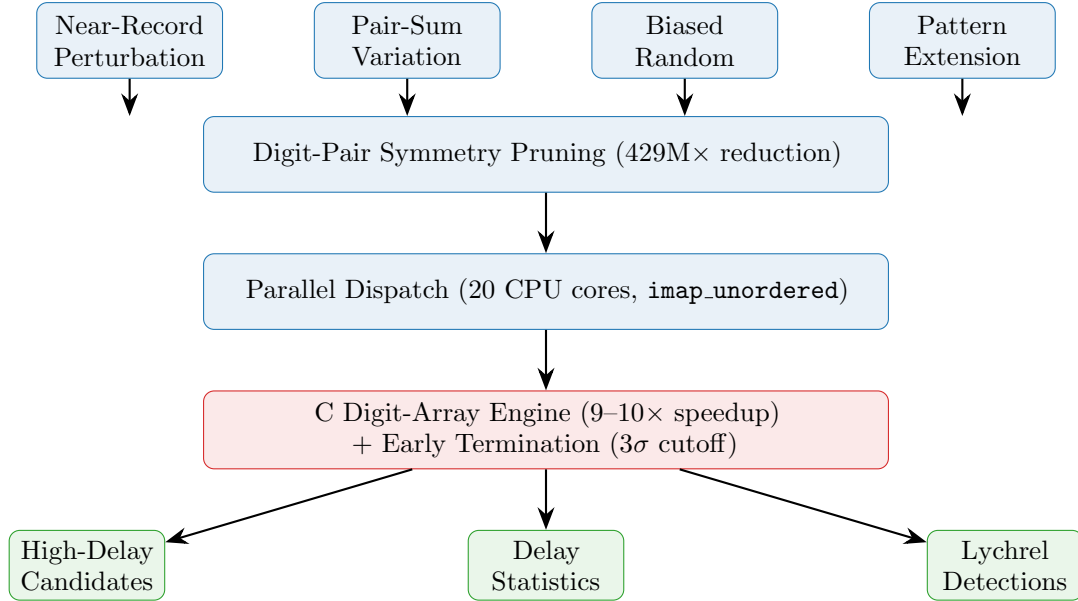 Near-Record
Perturbation
Pair-Sum
Variation
Biased
Random
Pattern
Extension
Digit-Pair Symmetry Pruning (429M× reduction)
Parallel Dispatch (20 CPU cores, imap_unordered)
C Digit-Array Engine (9–10× speedup)
+ Early Termination (3σ cutoff)
High-Delay
Candidates
Delay
Statistics
Lychrel
Detections